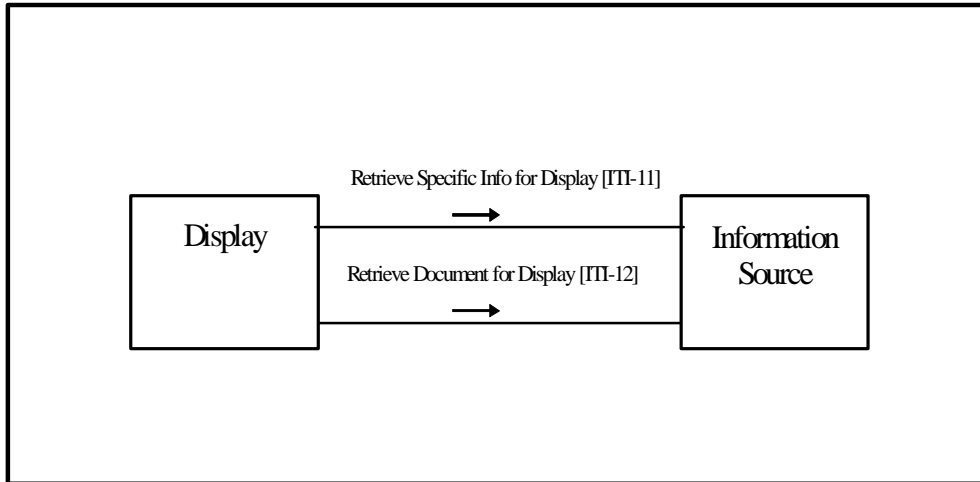 Retrieve Specific Info for Display [ITI-11]
Display
Information
Source
Retrieve Document for Display [ITI-12]